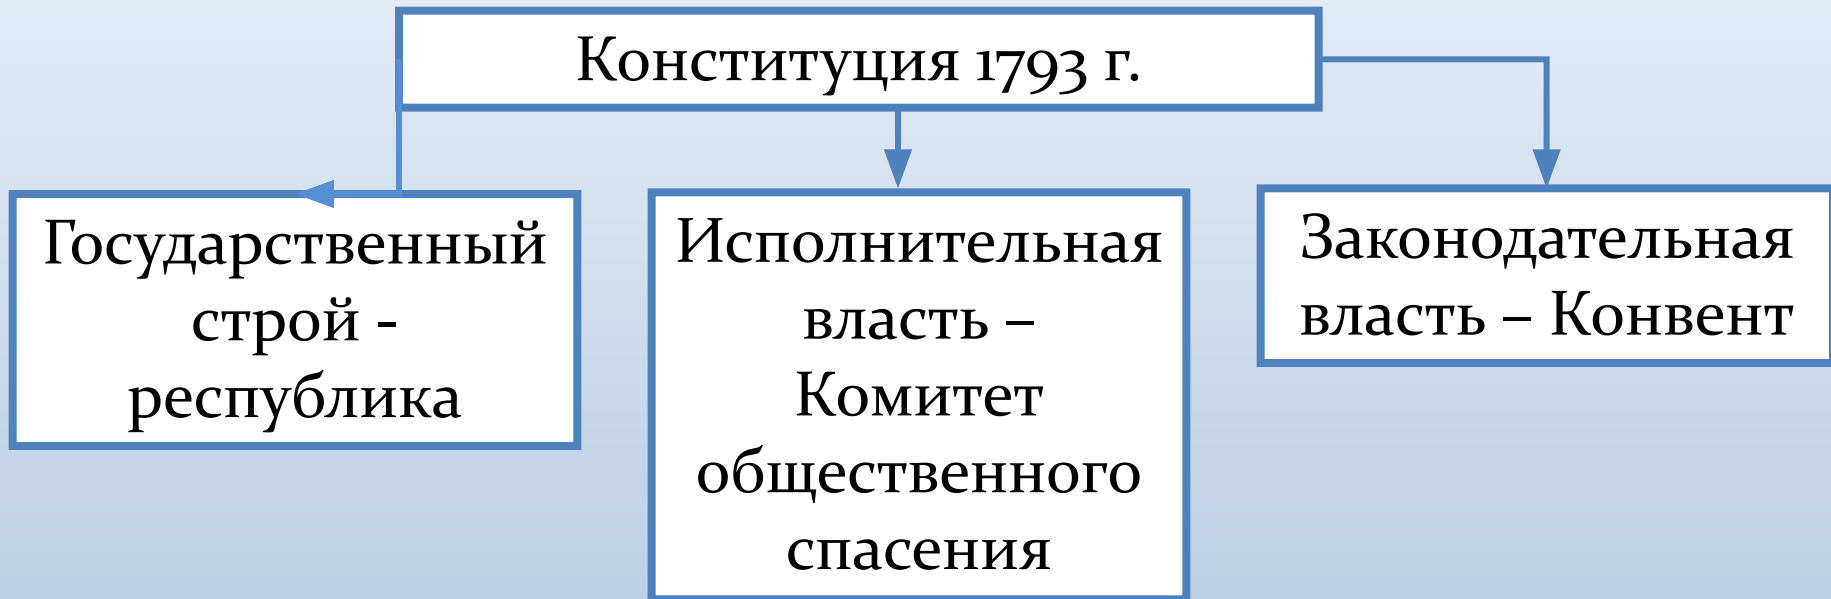 Конституция 1793 г.
Государственный
строй -
республика
Исполнительная
власть –
Комитет
общественного
спасения
Законодательная
власть – Конвент